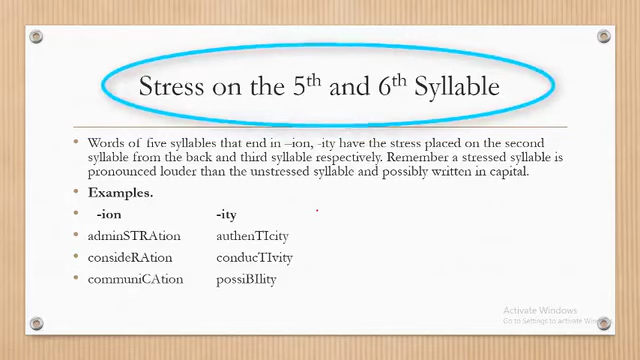 Stress on the 5th and 6th Syllable
Words of five syllables that end in –ion, -ity have the stress placed on the second
syllable from the back and third syllable respectively. Remember a stressed syllable is
pronounced louder than the unstressed syllable and possibly written in capital.
Examples.
-ion -ity
adminSTRAtion authenTIcity
consideRAtion conducTIvity
communiCAtion possiBIlity
Activate Windows
Go to Settings to activate Windows.